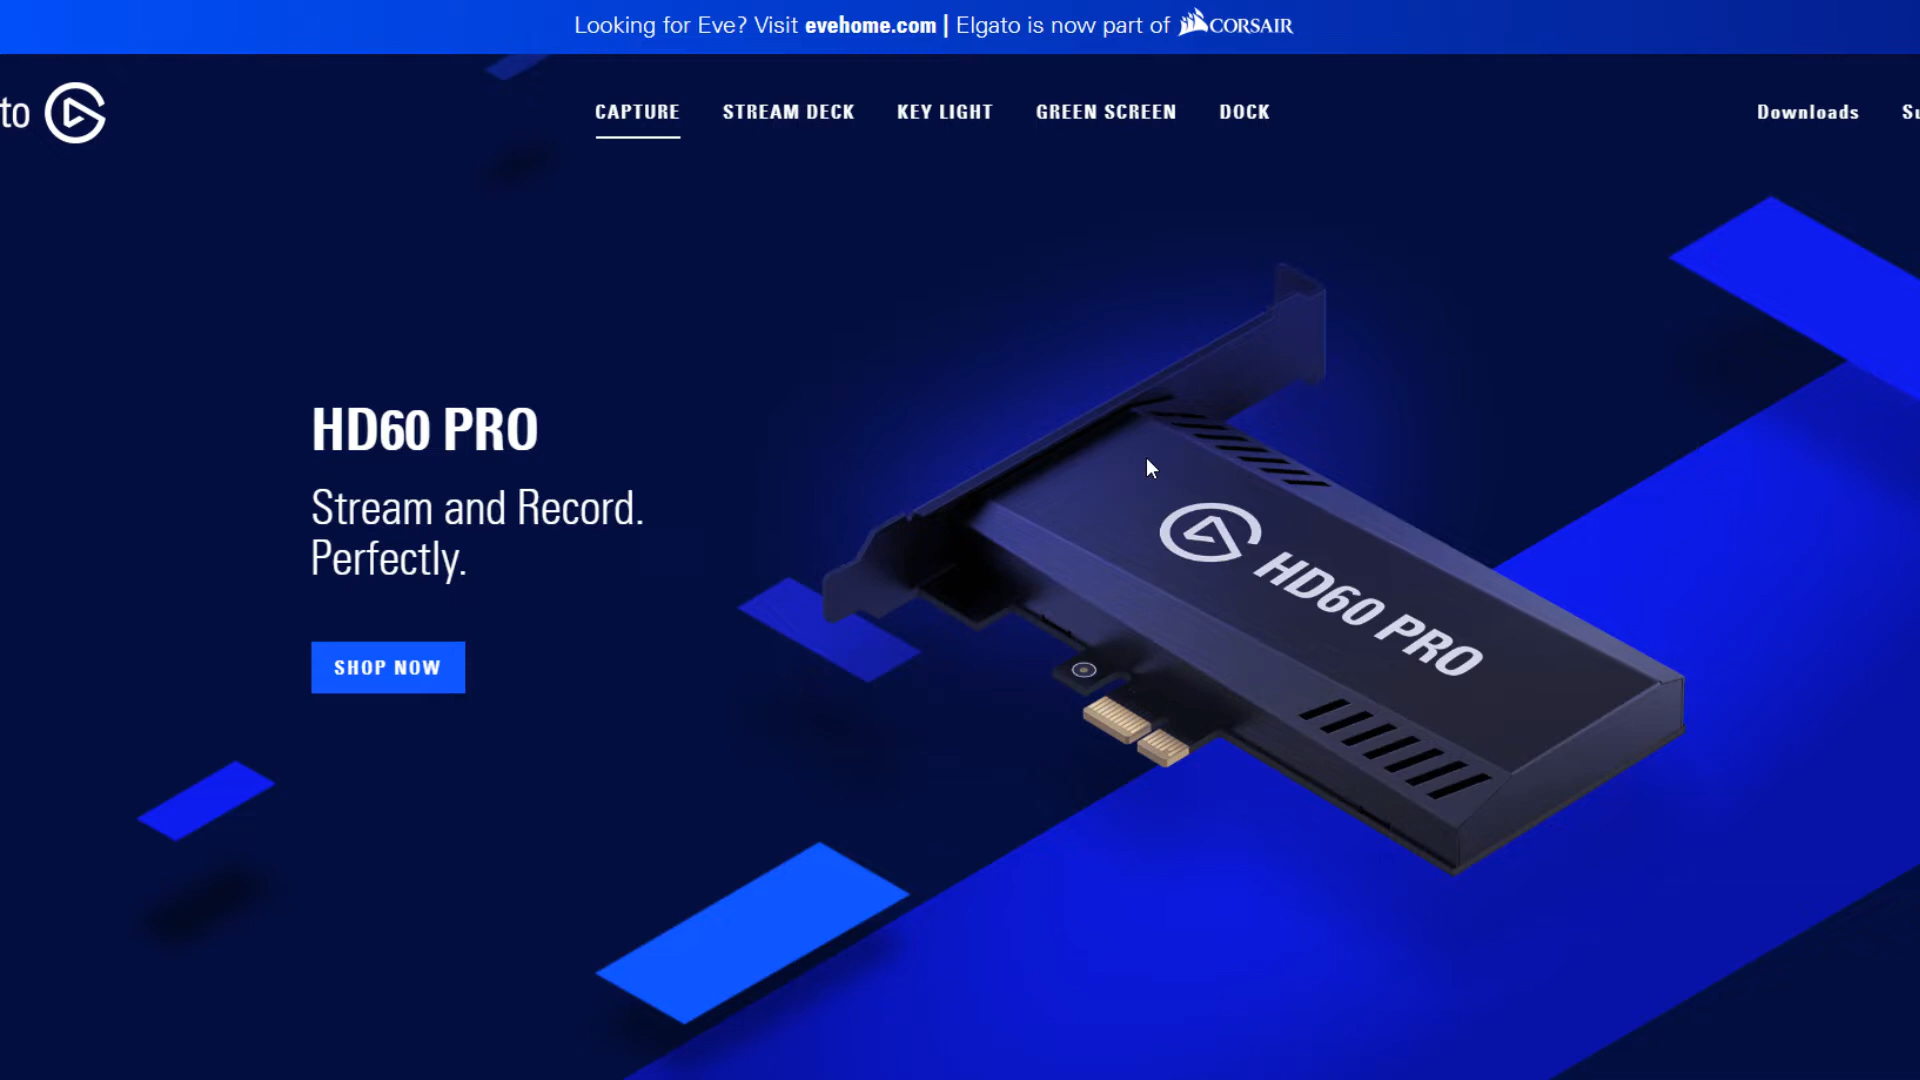 Looking for Eve? Visit evehome.com | Elgato is now part of CORSAIR
to
CAPTURE STREAM DECK KEY LIGHT GREEN SCREEN DOCK
Downloads Su
HD60 PRO
Stream and Record.
Perfectly.
SHOP NOW
HD60 PRO